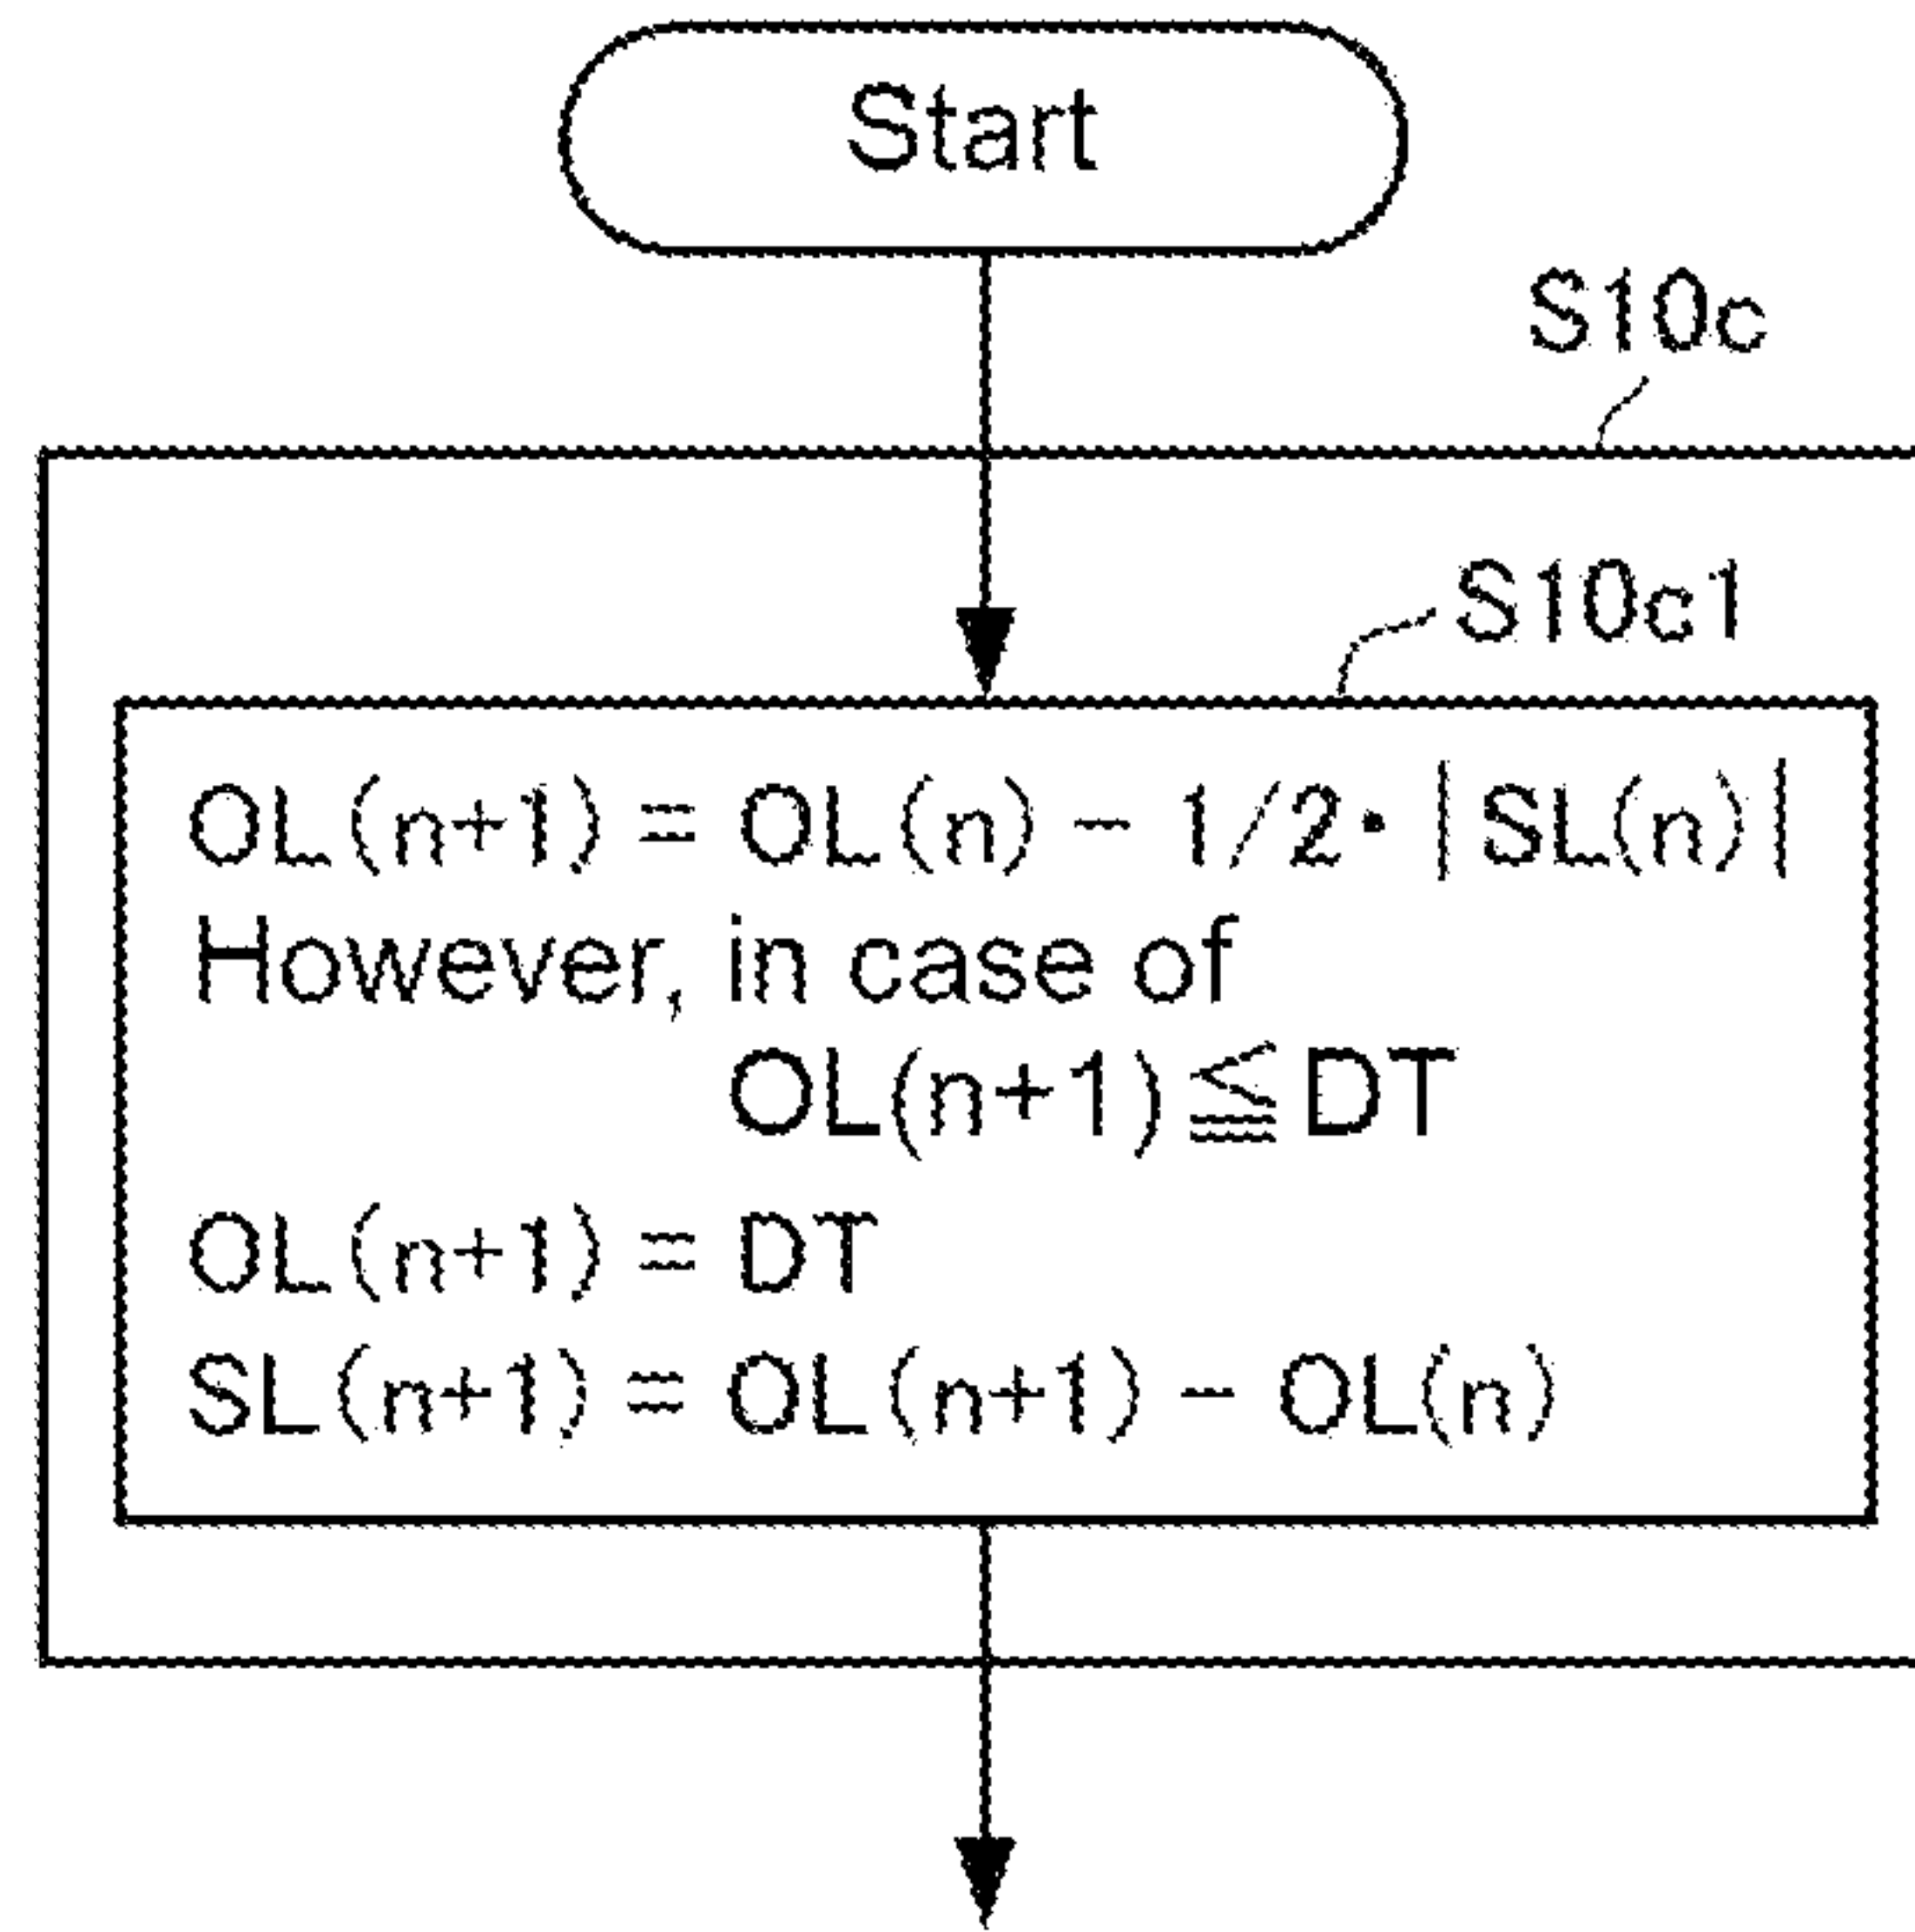 Start
S10c
S10c1
OL(n+1) = OL(n) - 1/2・|SL(n)|
However, in case of
OL(n+1)≦DT
OL(n+1) = DT
SL(n+1) = OL(n+1) - OL(n)